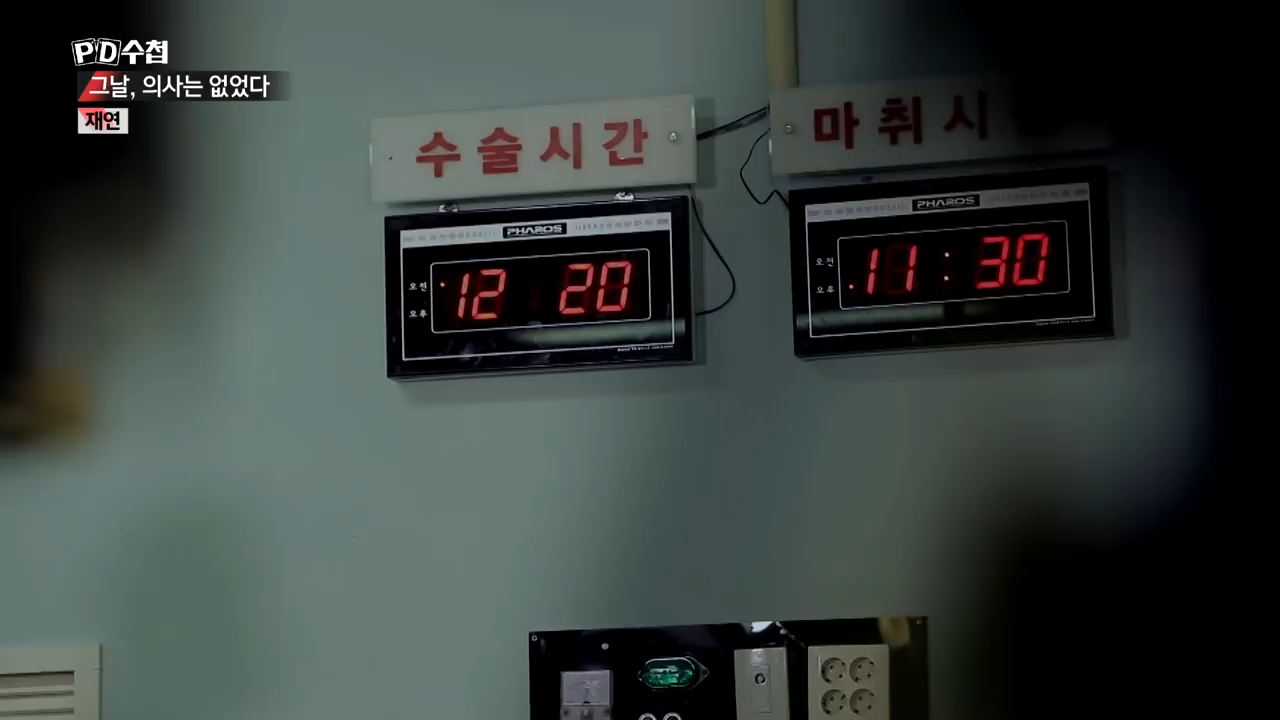 PD수첩
그날, 의사는 없었다
재연
수술시간
마취시
PHAROS
오전
오후
12 20
PHAROS
오전
오후
11:30